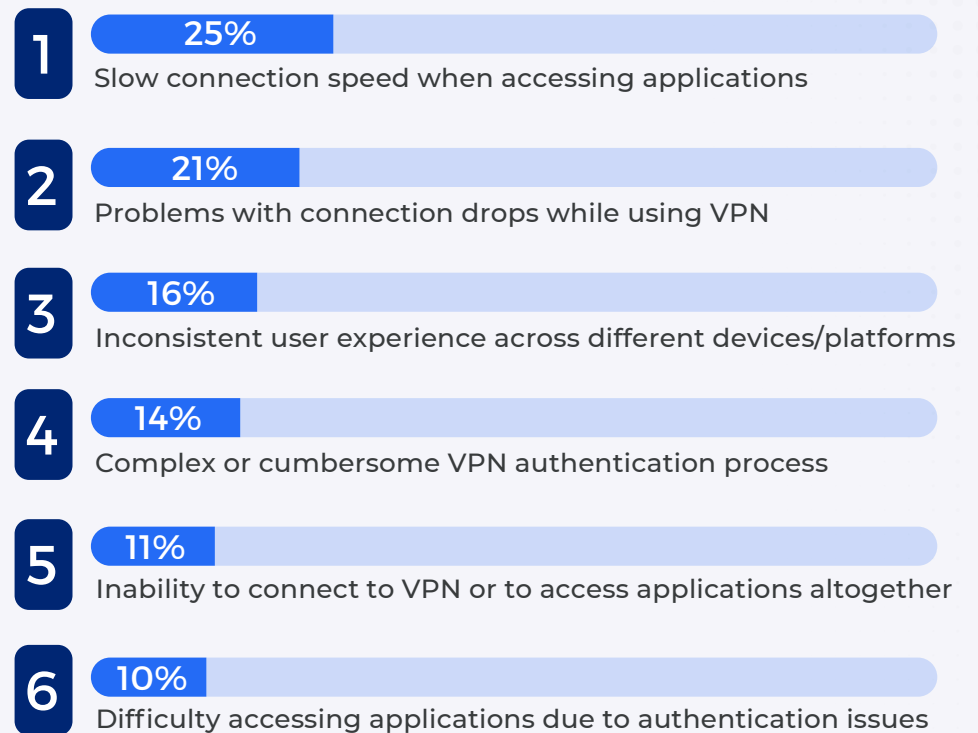 1
25%
Slow connection speed when accessing applications
2
21%
Problems with connection drops while using VPN
3
16%
Inconsistent user experience across different devices/platforms
4
14%
Complex or cumbersome VPN authentication process
5
11%
Inability to connect to VPN or to access applications altogether
6
10%
Difficulty accessing applications due to authentication issues